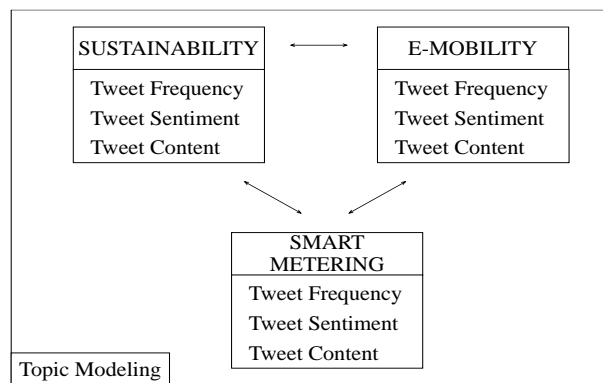 SUSTAINABILITY
Tweet Frequency
Tweet Sentiment
Tweet Content
E-MOBILITY
Tweet Frequency
Tweet Sentiment
Tweet Content
SMART
METERING
Tweet Frequency
Tweet Sentiment
Tweet Content
Topic Modeling